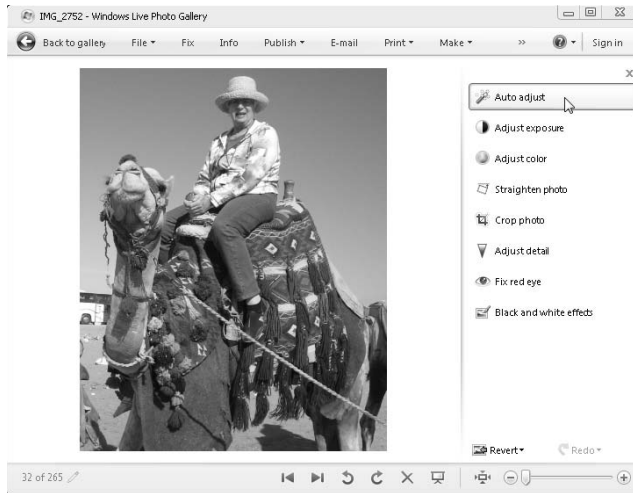 IMG_2752 - Windows Live Photo Gallery
Back to gallery File Fix Info Publish E-mail Print Make » Sign in
Auto adjust
Adjust exposure
Adjust color
Straighten photo
Crop photo
Adjust detail
Fix red eye
Black and white effects
Revert Redo
32 of 265